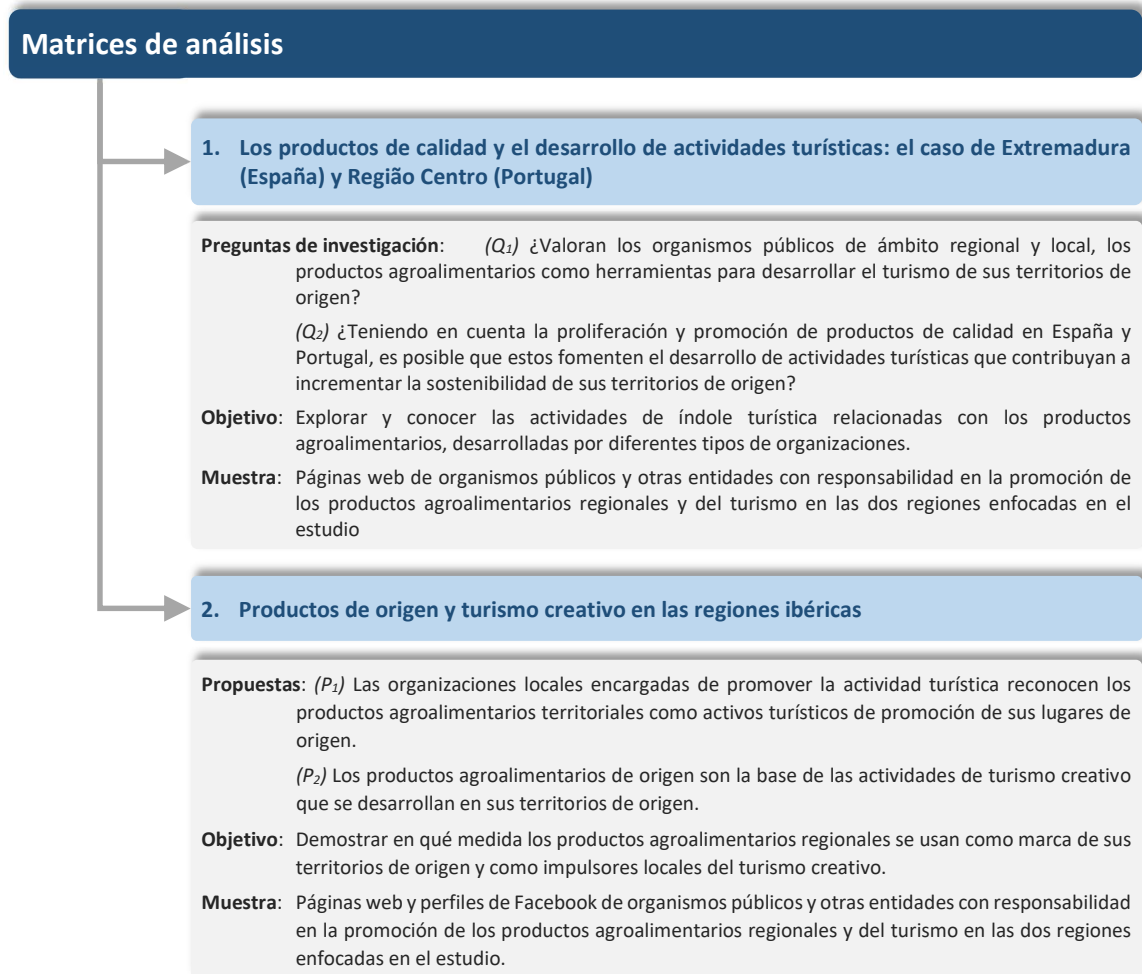 Matrices de análisis
1. Los productos de calidad y el desarrollo de actividades turísticas: el caso de Extremadura
(España) y Região Centro (Portugal)
Preguntas de investigación: (Q1) ¿Valoran los organismos públicos de ámbito regional y local, los
productos agroalimentarios como herramientas para desarrollar el turismo de sus territorios de
origen?
(Q2) ¿Teniendo en cuenta la proliferación y promoción de productos de calidad en España y
Portugal, es posible que estos fomenten el desarrollo de actividades turísticas que contribuyan a
incrementar la sostenibilidad de sus territorios de origen?
Objetivo: Explorar y conocer las actividades de índole turística relacionadas con los productos
agroalimentarios, desarrolladas por diferentes tipos de organizaciones.
Muestra: Páginas web de organismos públicos y otras entidades con responsabilidad en la promoción de
los productos agroalimentarios regionales y del turismo en las dos regiones enfocadas en el
estudio
2. Productos de origen y turismo creativo en las regiones ibéricas
Propuestas: (P1) Las organizaciones locales encargadas de promover la actividad turística reconocen los
productos agroalimentarios territoriales como activos turísticos de promoción de sus lugares de
origen.
(P2) Los productos agroalimentarios de origen son la base de las actividades de turismo creativo
que se desarrollan en sus territorios de origen.
Objetivo: Demostrar en qué medida los productos agroalimentarios regionales se usan como marca de sus
territorios de origen y como impulsores locales del turismo creativo.
Muestra: Páginas web y perfiles de Facebook de organismos públicos y otras entidades con responsabilidad
en la promoción de los productos agroalimentarios regionales y del turismo en las dos regiones
enfocadas en el estudio.